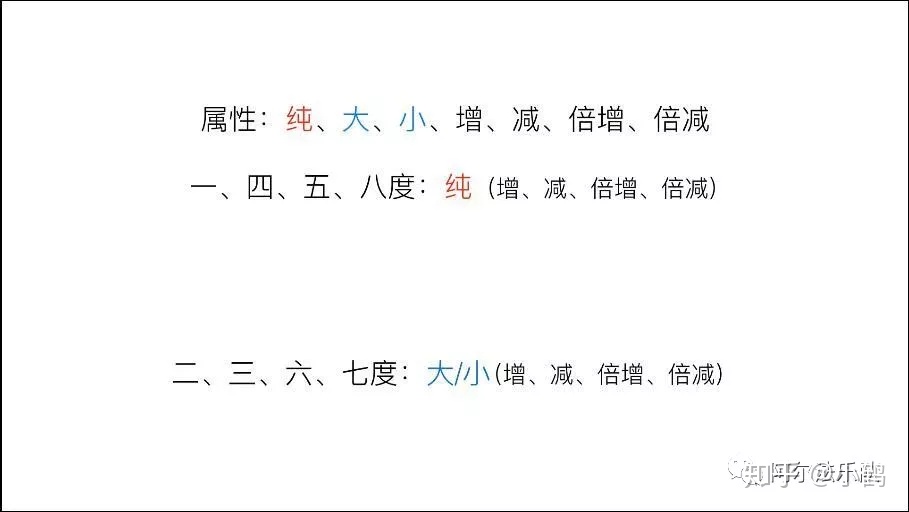 属性：纯、大、小、增、减、倍增、倍减
一、四、五、八度：纯（增、减、倍增、倍减）
二、三、六、七度：大/小(增、减、倍增、倍减）
知乎 @小鹤